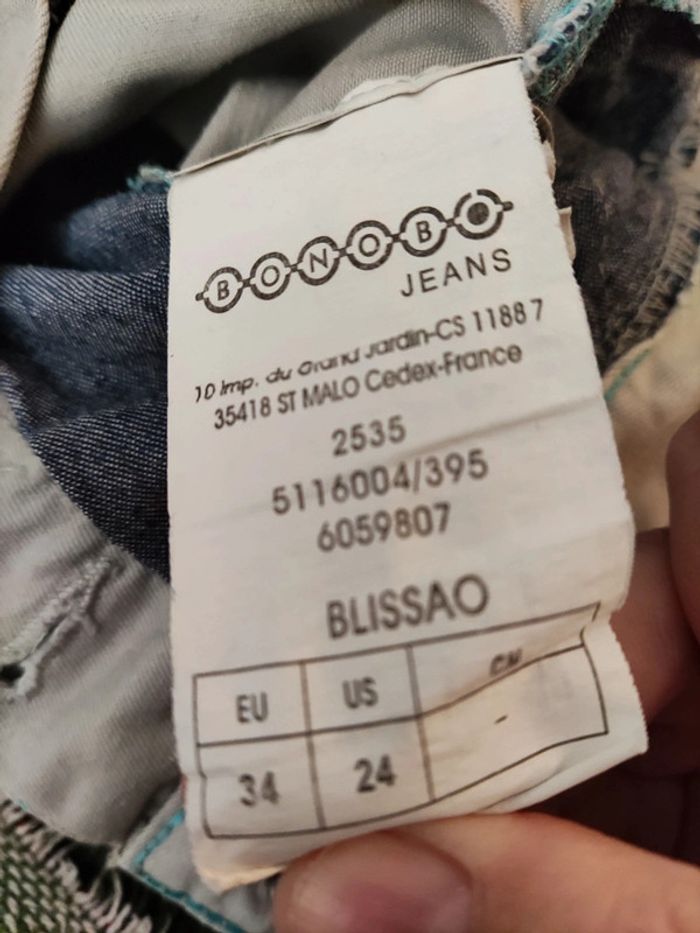 BONOBO
JEANS
10 Imp. du Grand Jardin-CS 11887
35418 ST MALO Cedex-France
2535
5116004/395
6059807
BLISSAO
EU US CN
34 24 -